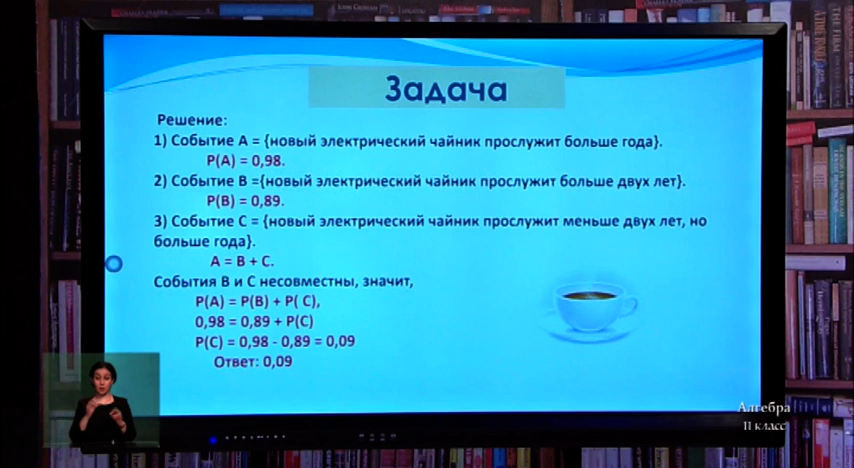 Задача
Решение:
1) Событие A = {новый электрический чайник прослужит больше года}.
P(A) = 0,98.
2) Событие B ={новый электрический чайник прослужит больше двух лет}.
P(B) = 0,89.
3) Событие C = {новый электрический чайник прослужит меньше двух лет, но
больше года}.
A = B + C.
События B и C несовместны, значит,
P(A) = P(B) + P( C),
0,98 = 0,89 + P(C)
P(C) = 0,98 - 0,89 = 0,09
Ответ: 0,09
Алгебра
11 класс